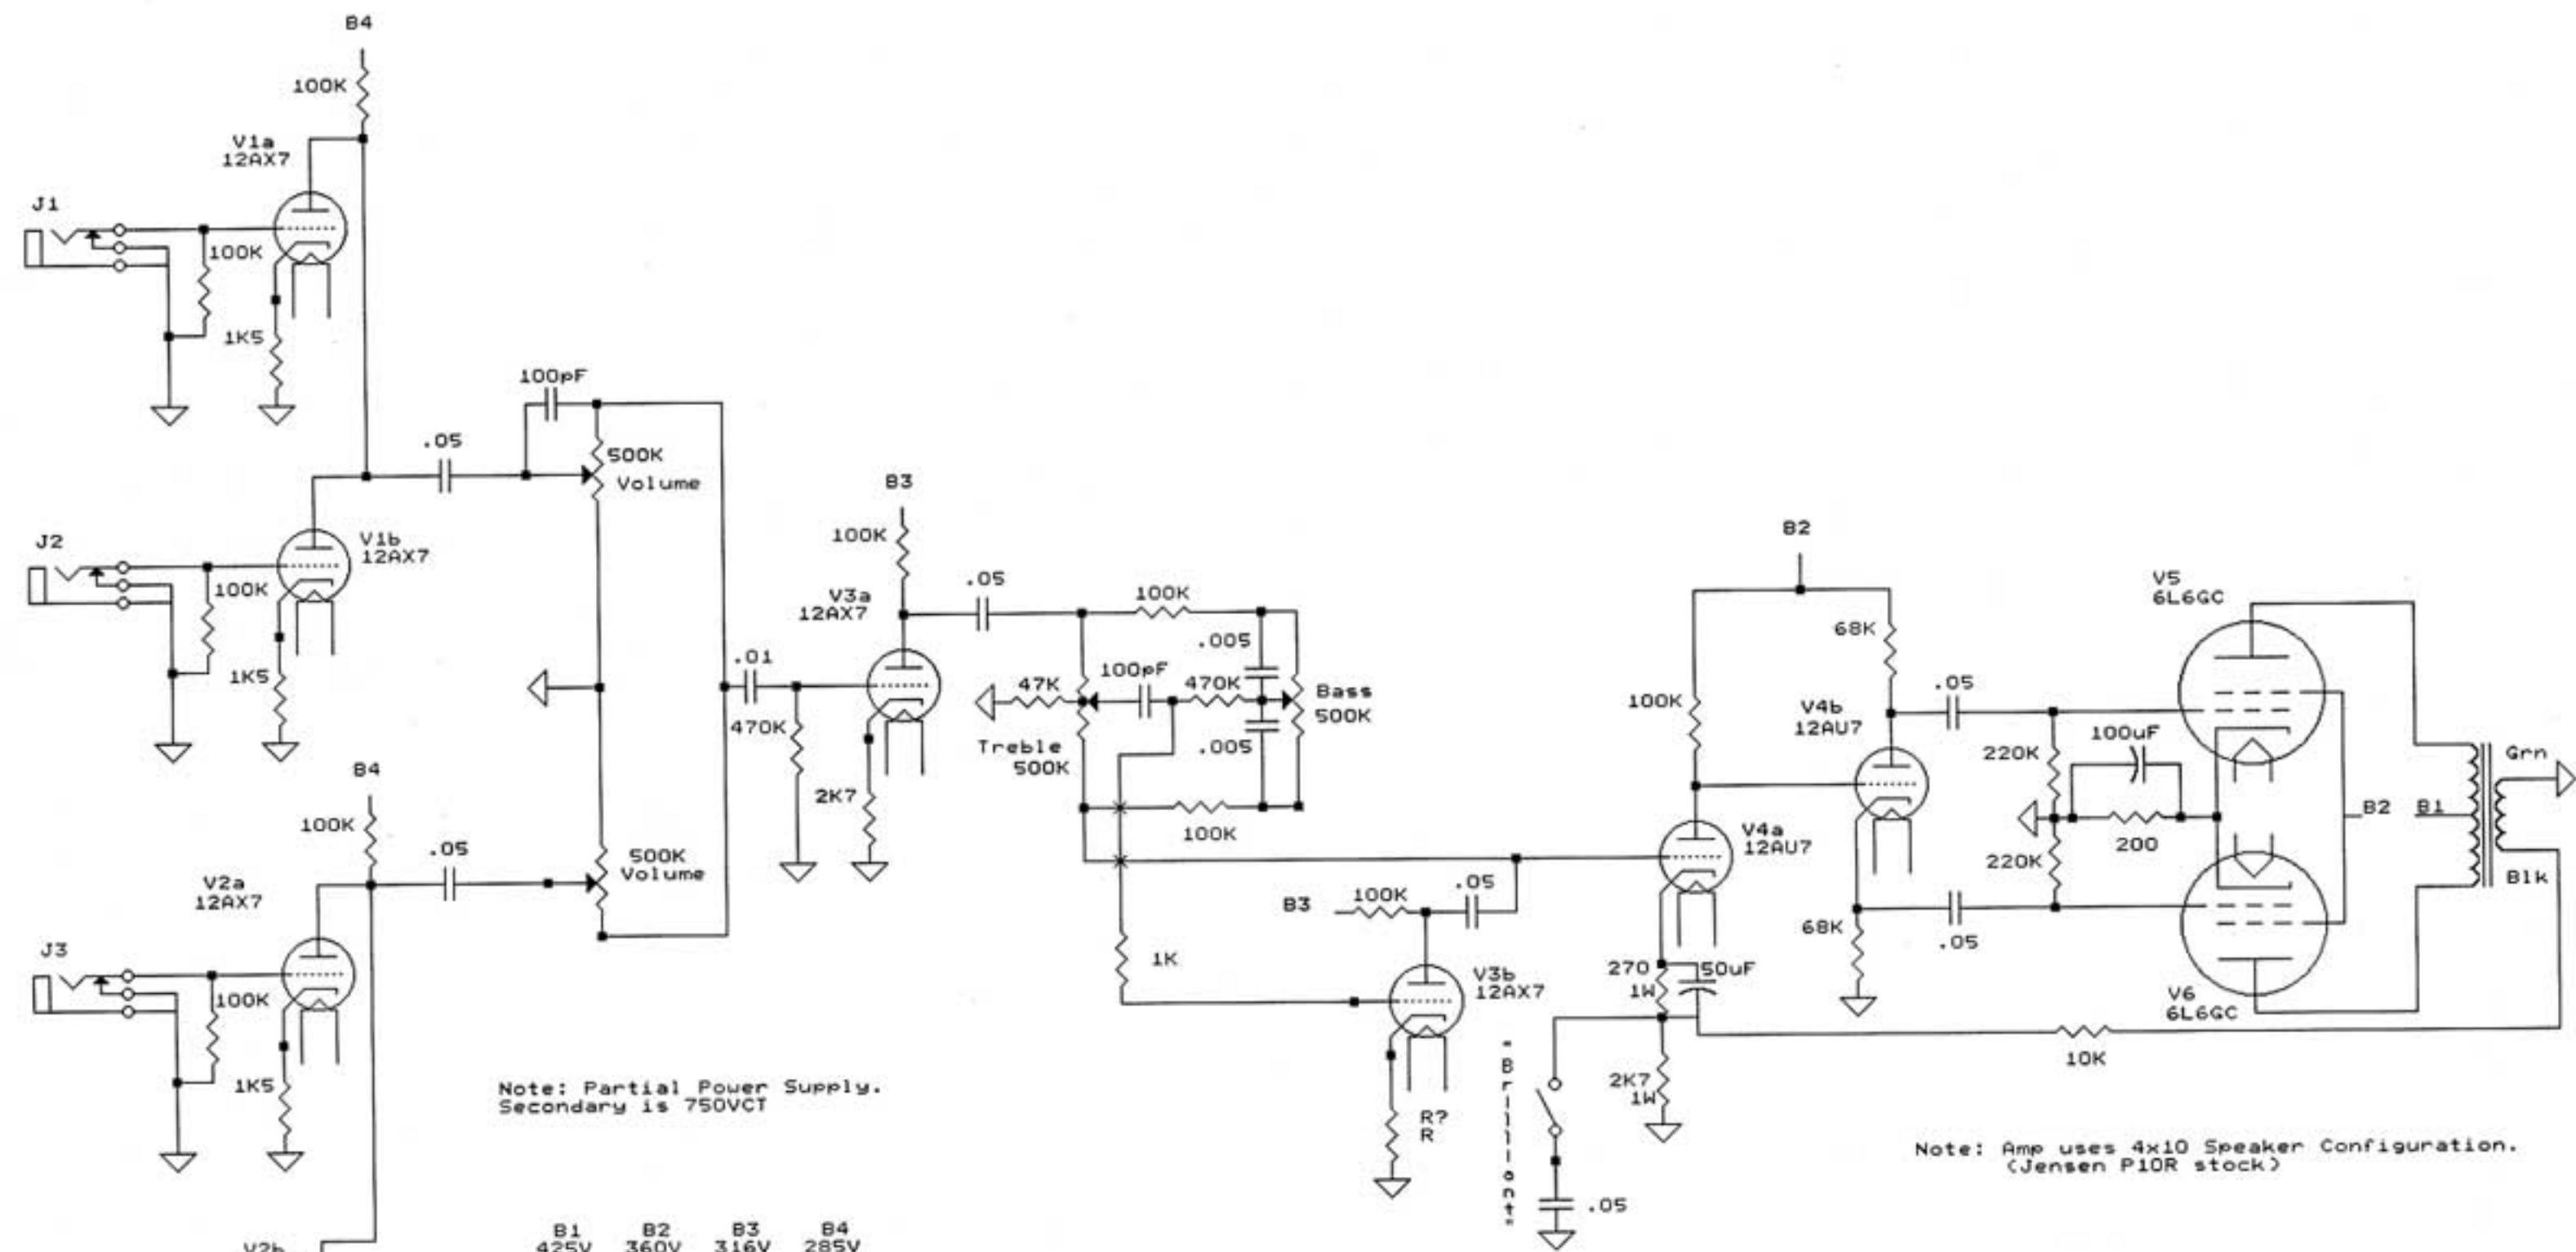 B4
100K
V1a
12AX7
J1
100K
1K5
100pF
.05
500K
Volume
J2
V1b
12AX7
100K
1K5
B3
100K
V3a
12AX7
.05
.01
470K
2K7
100K
.005
47K
100pF
470K
Bass
500K
Treble
500K
.005
100K
B4
100K
.05
500K
Volume
V2a
12AX7
J3
100K
1K5
B3
100K
.05
1K
V3b
12AX7
R?
R
B2
68K
100K
V4b
12AU7
.05
V4a
12AU7
68K
.05
270
1W
50uF
2K7
1W
"Brilliant"
.05
V5
6L6GC
220K
100uF
200
220K
B2
B1
Grn
Blk
V6
6L6GC
10K
Note: Partial Power Supply.
Secondary is 750VCT
Note: Amp uses 4x10 Speaker Configuration.
(Jensen P10R stock)
V2b
B1 B2 B3 B4
425V 360V 316V 285V